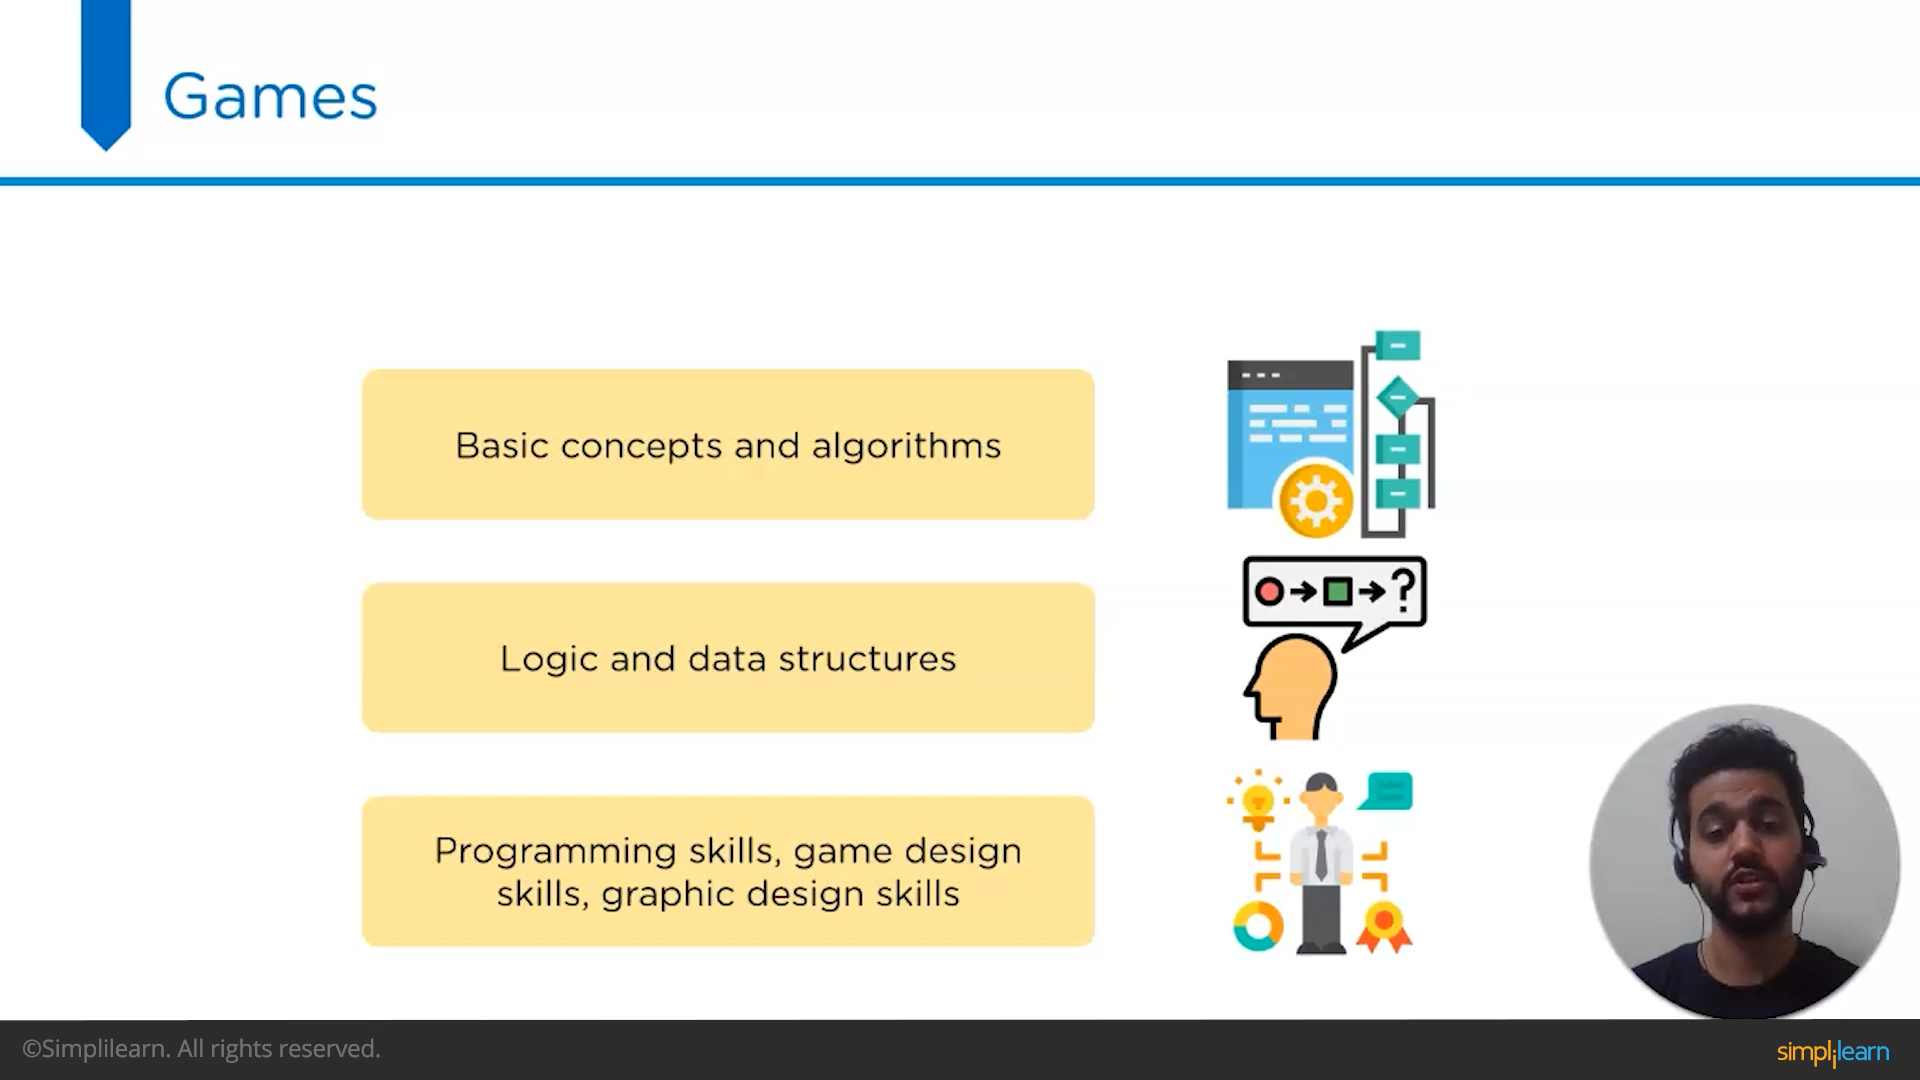 Games
Basic concepts and algorithms
Logic and data structures
Programming skills, game design
skills, graphic design skills
?
©Simplilearn. All rights reserved.
simplilearn